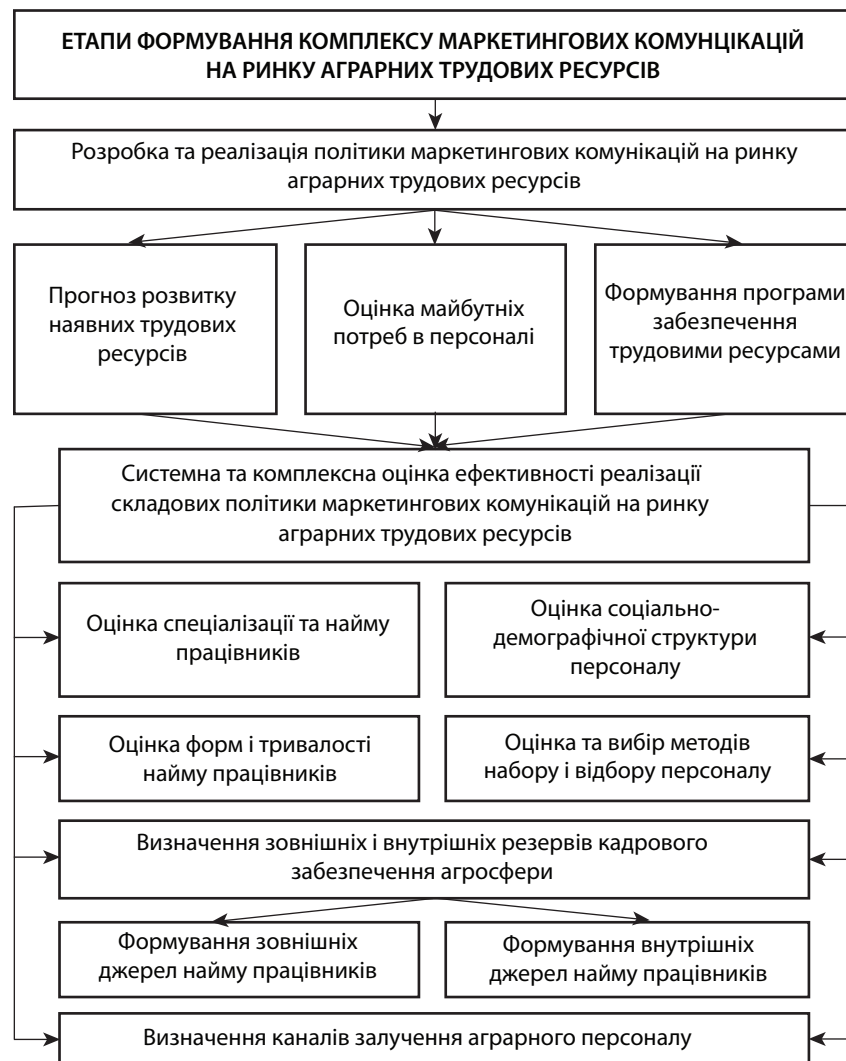 ЕТАПИ ФОРМУВАННЯ КОМПЛЕКСУ МАРКЕТИНГОВИХ КОМУНЦІКАЦІЙ
НА РИНКУ АГРАРНИХ ТРУДОВИХ РЕСУРСІВ
Розробка та реалізація політики маркетингових комунікацій на ринку
аграрних трудових ресурсів
Прогноз розвитку
наявних трудових
ресурсів
Оцінка майбутніх
потреб в персоналі
Формування програми
забезпечення
трудовими ресурсами
Системна та комплексна оцінка ефективності реалізації
складових політики маркетингових комунікацій на ринку
аграрних трудових ресурсів
Оцінка спеціалізації та найму
працівників
Оцінка соціально-
демографічної структури
персоналу
Оцінка форм і тривалості
найму працівників
Оцінка та вибір методів
набору і відбору персоналу
Визначення зовнішніх і внутрішніх резервів кадрового
забезпечення агросфери
Формування зовнішніх
джерел найму працівників
Формування внутрішніх
джерел найму працівників
Визначення каналів залучення аграрного персоналу